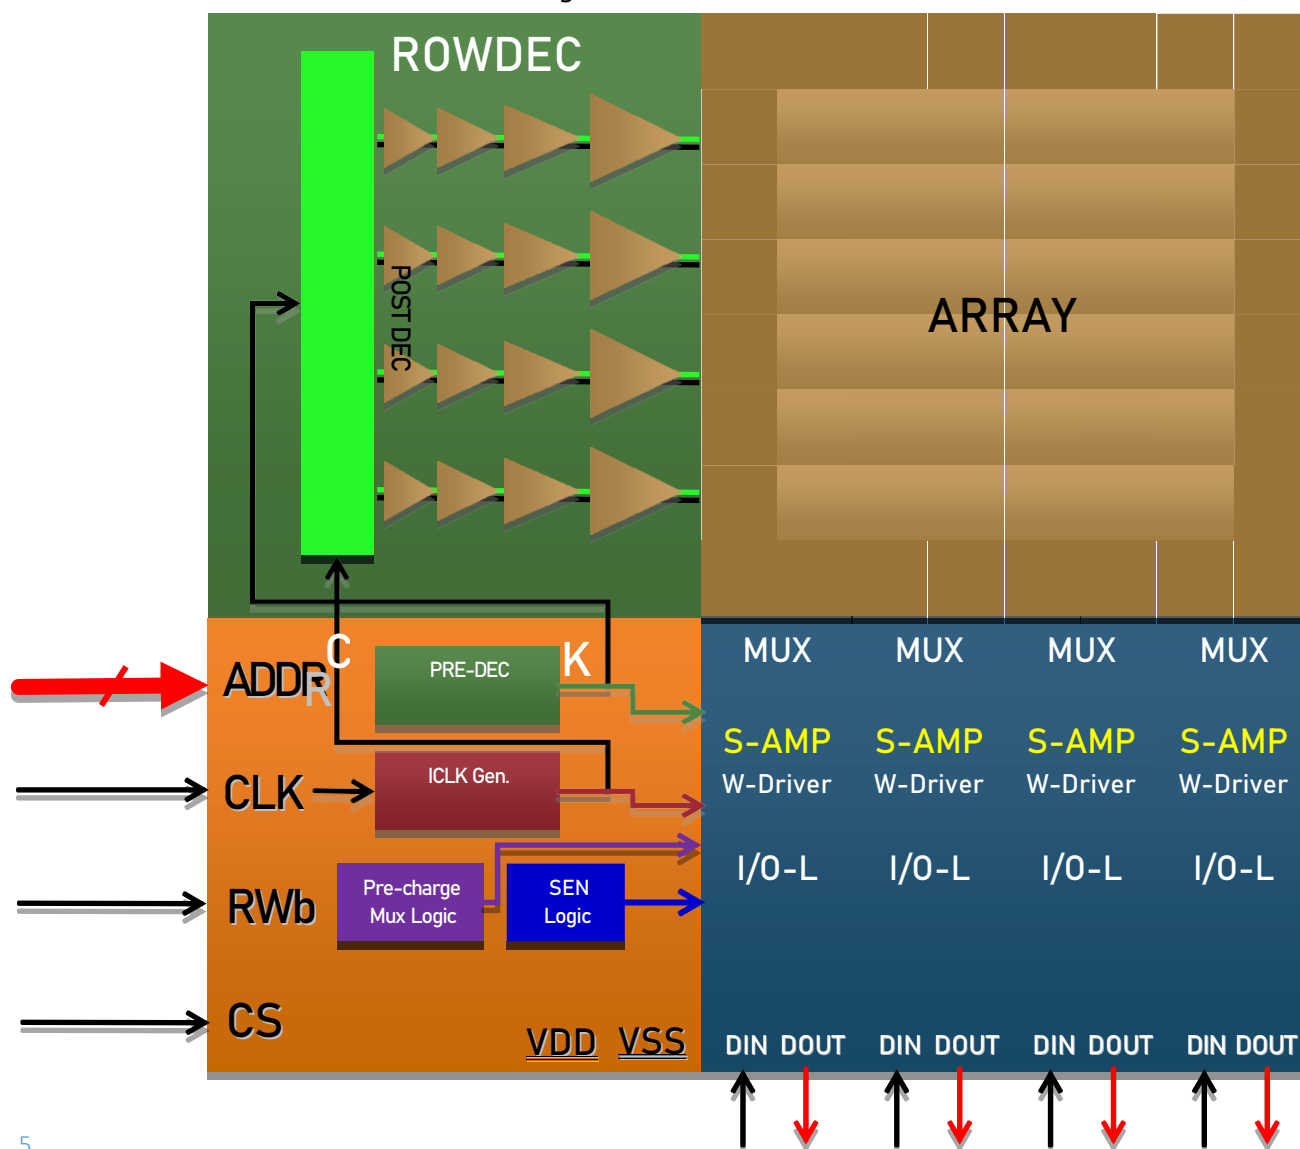 ROWDEC
POST DEC
ARRAY
C
K
R
ADDR
PRE-DEC
MUX MUX MUX MUX
S-AMP S-AMP S-AMP S-AMP
W-Driver W-Driver W-Driver W-Driver
CLK
ICLK Gen.
I/O-L I/O-L I/O-L I/O-L
RWb
Pre-charge
Mux Logic
SEN
Logic
CS
VDD VSS
DIN DOUT DIN DOUT DIN DOUT DIN DOUT
5